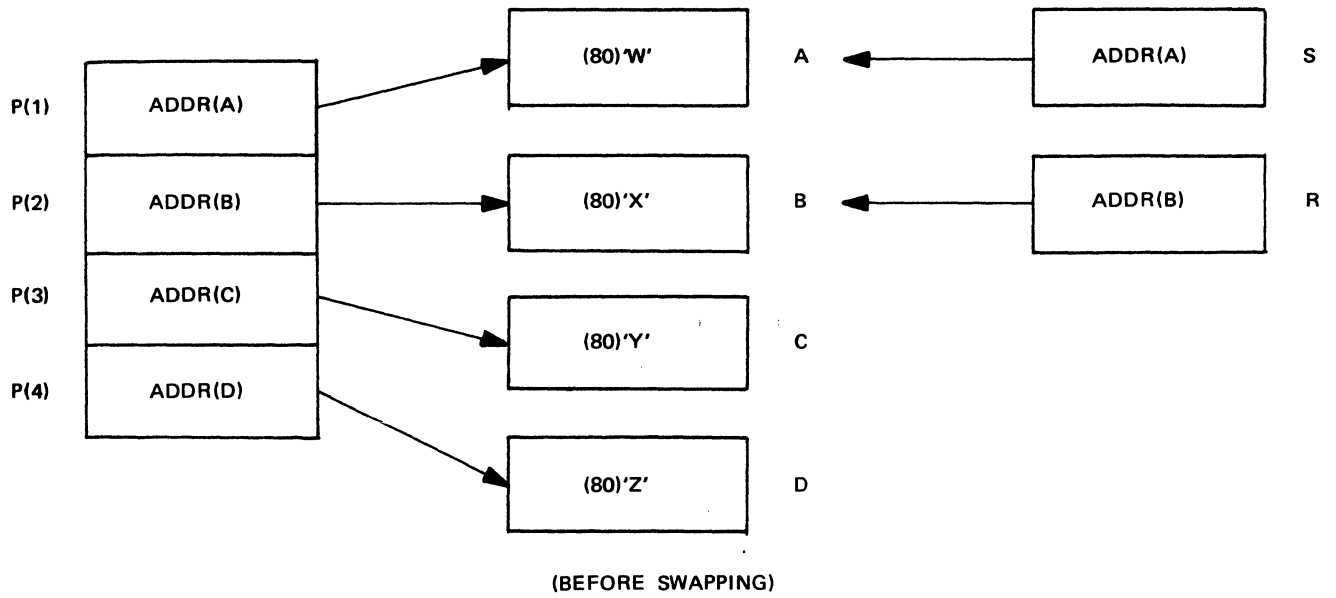 (80)'W' A ADDR(A) S
P(1) ADDR(A)
P(2) ADDR(B) (80)'X' B ADDR(B) R
P(3) ADDR(C) (80)'Y' C
P(4) ADDR(D)
(80)'Z' D
(BEFORE SWAPPING)